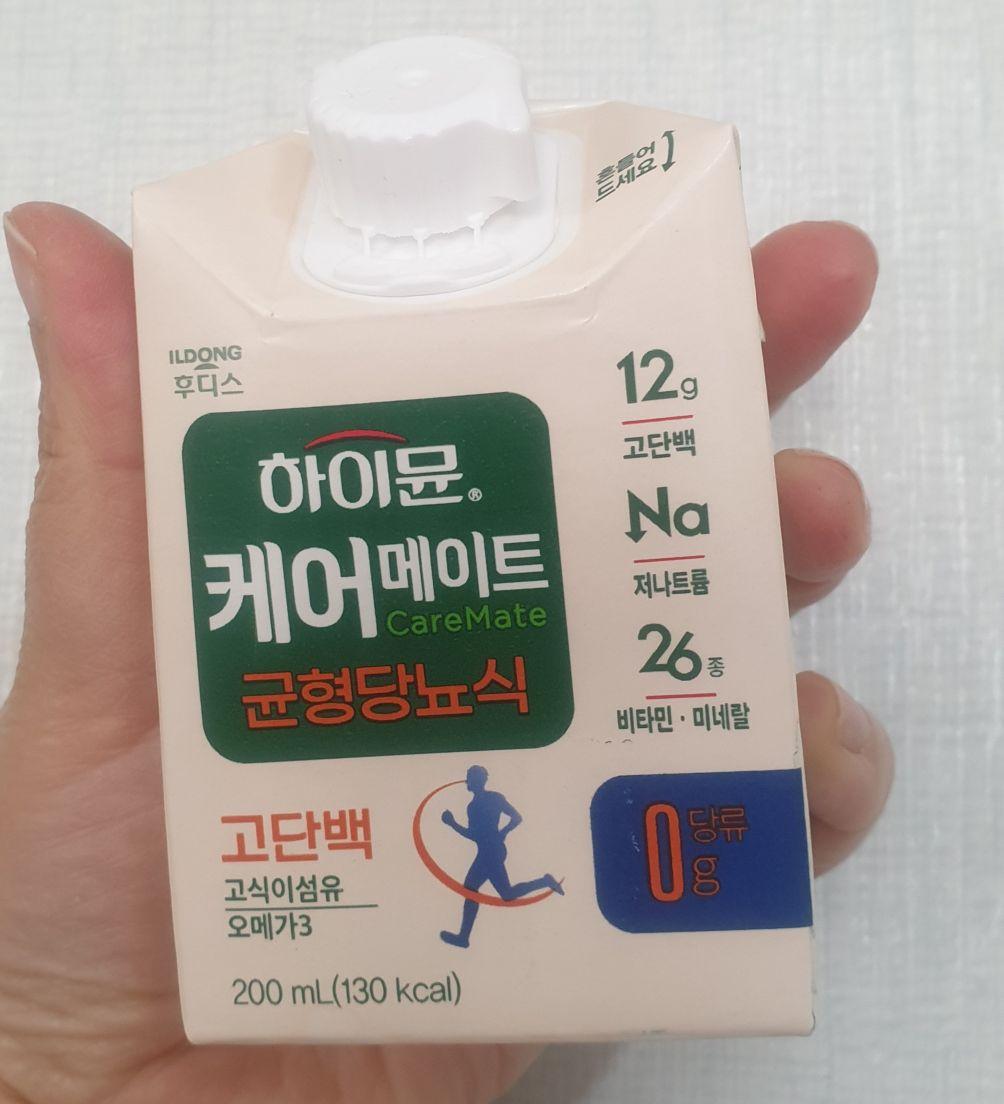 흔들어
드세요
ILDONG
후디스
하이뮨®
케어메이트
CareMate
균형당뇨식
12g
고단백
Na
저나트륨
26종
비타민·미네랄
고단백
고식이섬유
오메가3
0g 당류
200 mL(130 kcal)